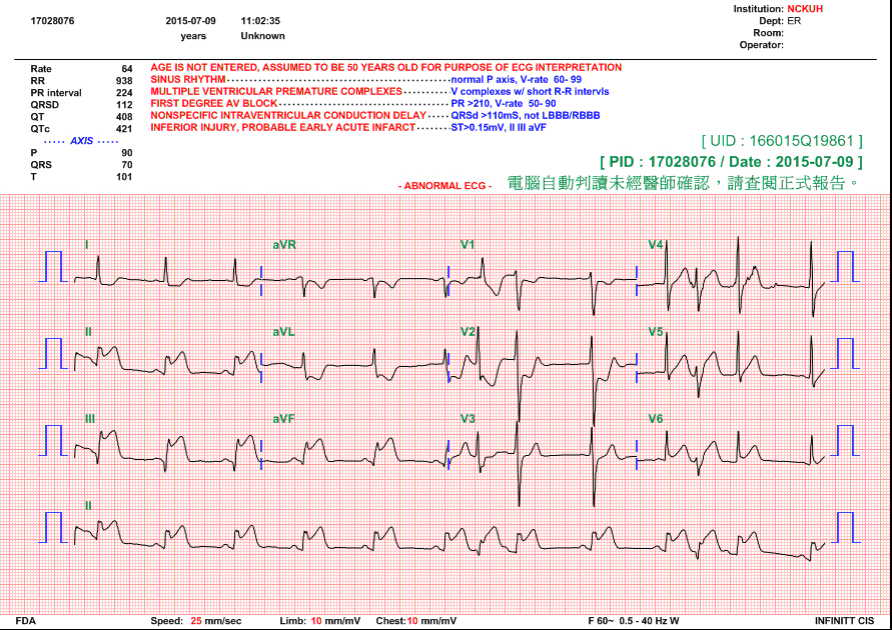 Institution: NCKUH
17028076 2015-07-09 11:02:35 Dept: ER
years Unknown Room:
Operator:
Rate 64 AGE IS NOT ENTERED, ASSUMED TO BE 50 YEARS OLD FOR PURPOSE OF ECG INTERPRETATION
RR 938 SINUS RHYTHM - - - normal P axis, V-rate 60- 99
PR interval 224 MULTIPLE VENTRICULAR PREMATURE COMPLEXES - - - V complexes w/ short R-R intervls
QRSD 112 FIRST DEGREE AV BLOCK - - - PR >210, V-rate 50- 90
QT 408 NONSPECIFIC INTRAVENTRICULAR CONDUCTION DELAY - - - QRSd >110mS, not LBBB/RBBB
QTc 421 INFERIOR INJURY, PROBABLE EARLY ACUTE INFARCT - - - ST>0.15mV, II III aVF
····· AXIS ·····
[ UID : 166015Q19861 ]
P 90
QRS 70
[ PID : 17028076 / Date : 2015-07-09 ]
T 101
- ABNORMAL ECG - 電腦自動判讀未經醫師確認，請查閱正式報告。
I aVR V1 V4
II aVL V2 V5
III aVF V3 V6
II
FDA Speed: 25 mm/sec Limb: 10 mm/mV Chest: 10 mm/mV F 60~ 0.5 - 40 Hz W INFINITT CIS